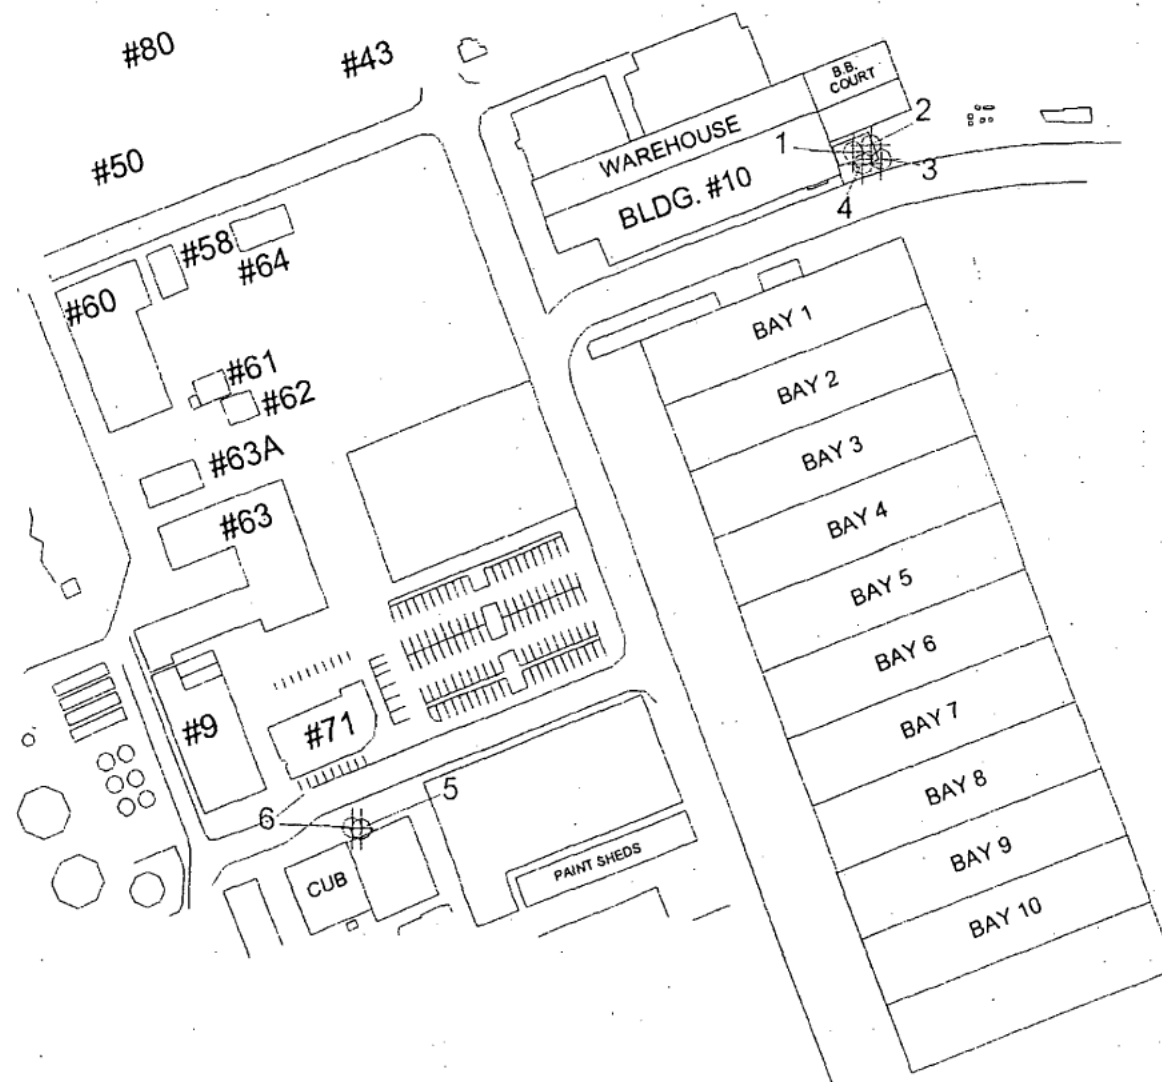 #80
#43
B.B.
COURT
2
#50
WAREHOUSE
1
3
BLDG. #10
4
#58
#64
#60
BAY 1
#61
#62
BAY 2
#63A
BAY 3
#63
BAY 4
BAY 5
BAY 6
#9
#71
BAY 7
5
6
BAY 8
PAINT SHEDS
BAY 9
CUB
BAY 10